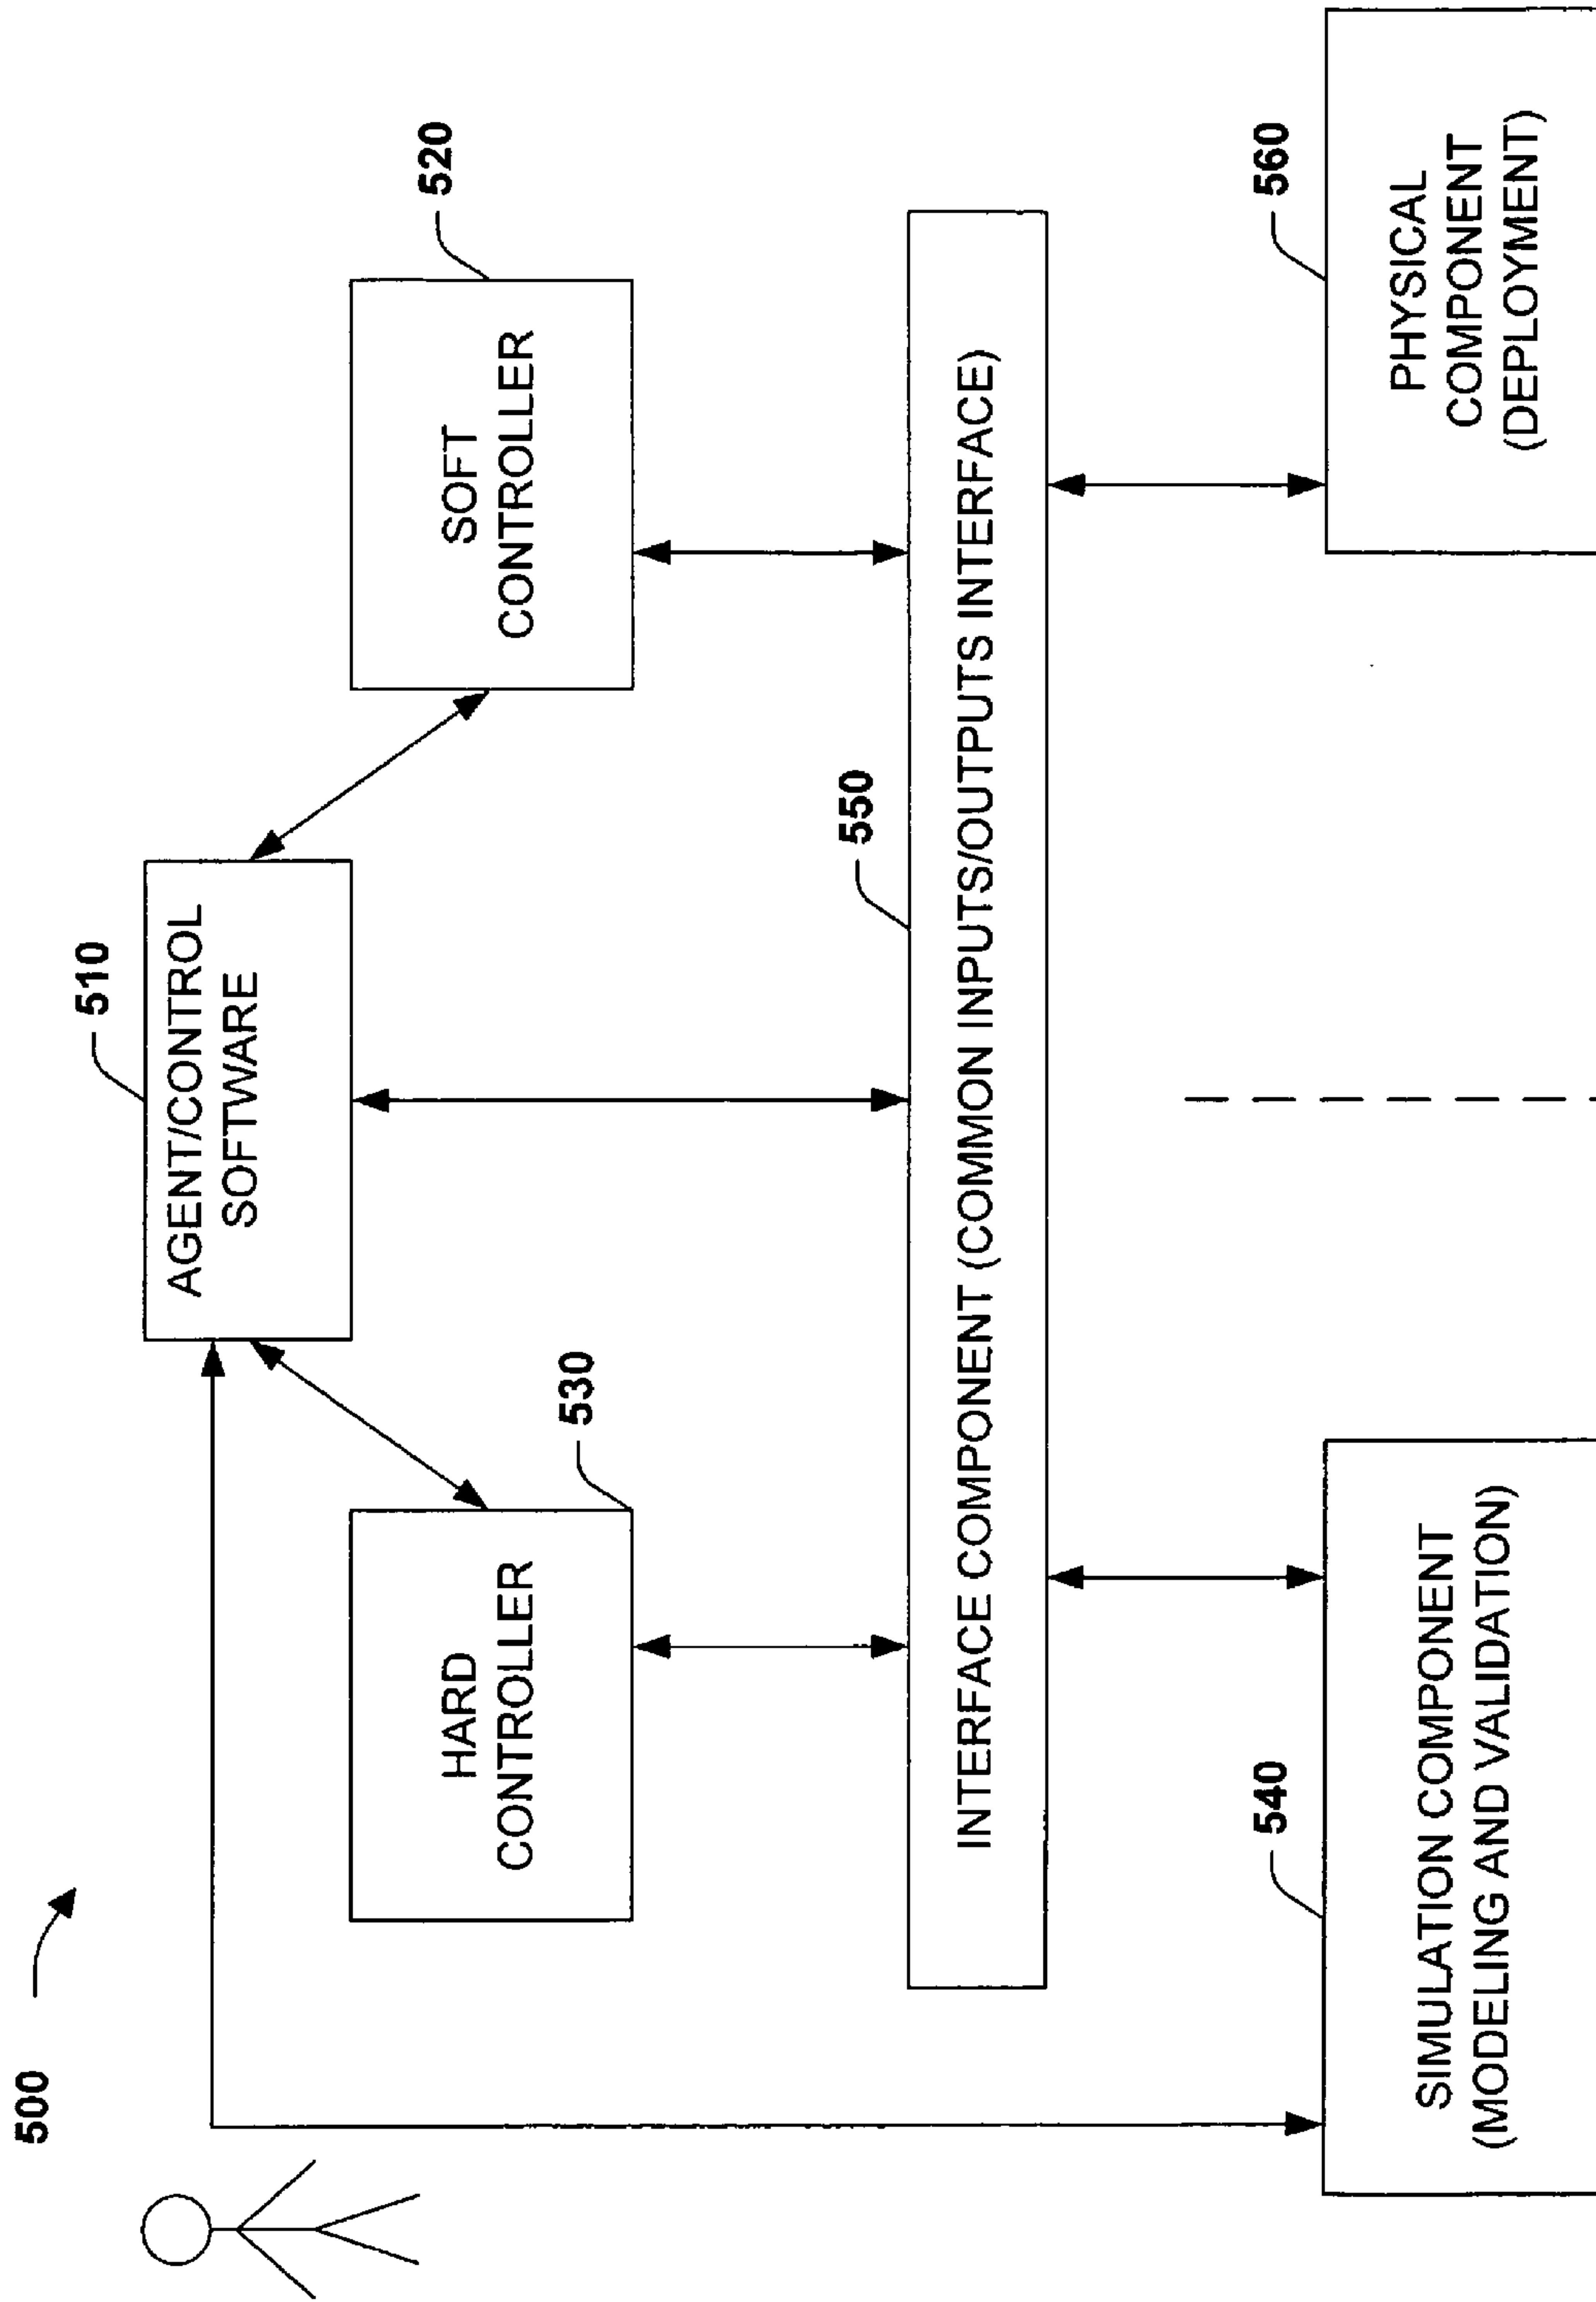 500
510
AGENT/CONTROL
SOFTWARE
530
HARD
CONTROLLER
520
SOFT
CONTROLLER
550
INTERFACE COMPONENT (COMMON INPUTS/OUTPUTS INTERFACE)
540
SIMULATION COMPONENT
(MODELING AND VALIDATION)
560
PHYSICAL
COMPONENT
(DEPLOYMENT)